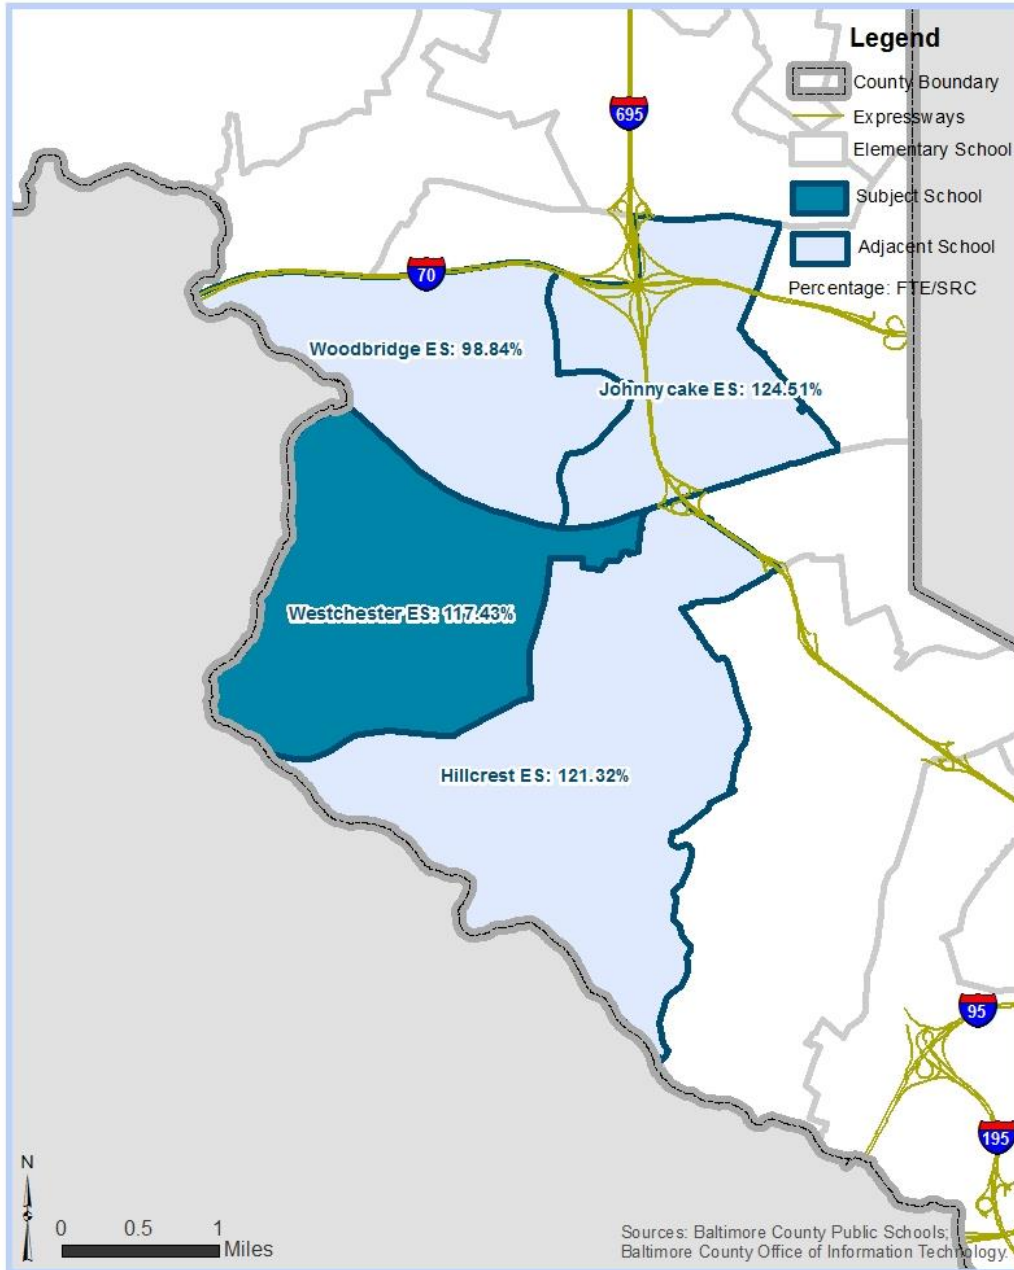 Legend
County Boundary
Expressways
Elementary School
Subject School
Adjacent School
Percentage: FTE/SRC
695
70
Woodbridge ES: 98.84%
Johnnycake ES: 124.51%
Westchester ES: 117.43%
Hillcrest ES: 121.32%
95
195
N
0 0.5 1
Miles
Sources: Baltimore County Public Schools;
Baltimore County Office of Information Technology.